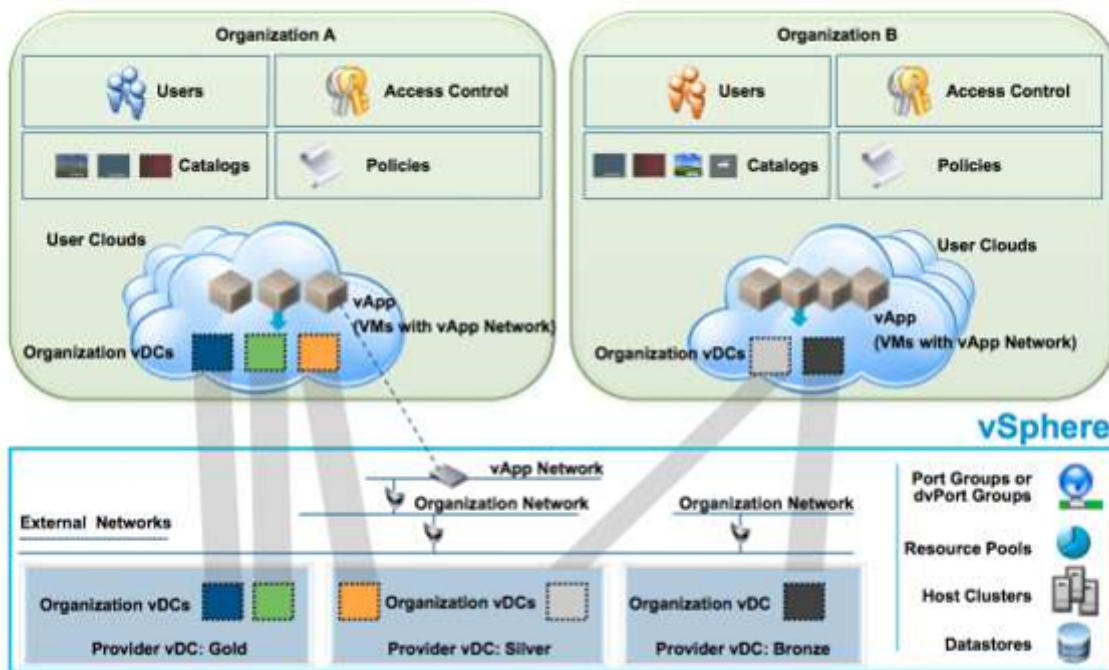 Organization A
Users
Access Control
Catalogs
Policies
User Clouds
vApp
(VMs with vApp Network)
Organization vDCs
Organization B
Users
Access Control
Catalogs
Policies
User Clouds
vApp
(VMs with vApp Network)
Organization vDCs
vSphere
vApp Network
Organization Network
Organization Network
External Networks
Organization vDCs
Provider vDC: Gold
Organization vDCs
Provider vDC: Silver
Organization vDC
Provider vDC: Bronze
Port Groups or
dvPort Groups
Resource Pools
Host Clusters
Datastores